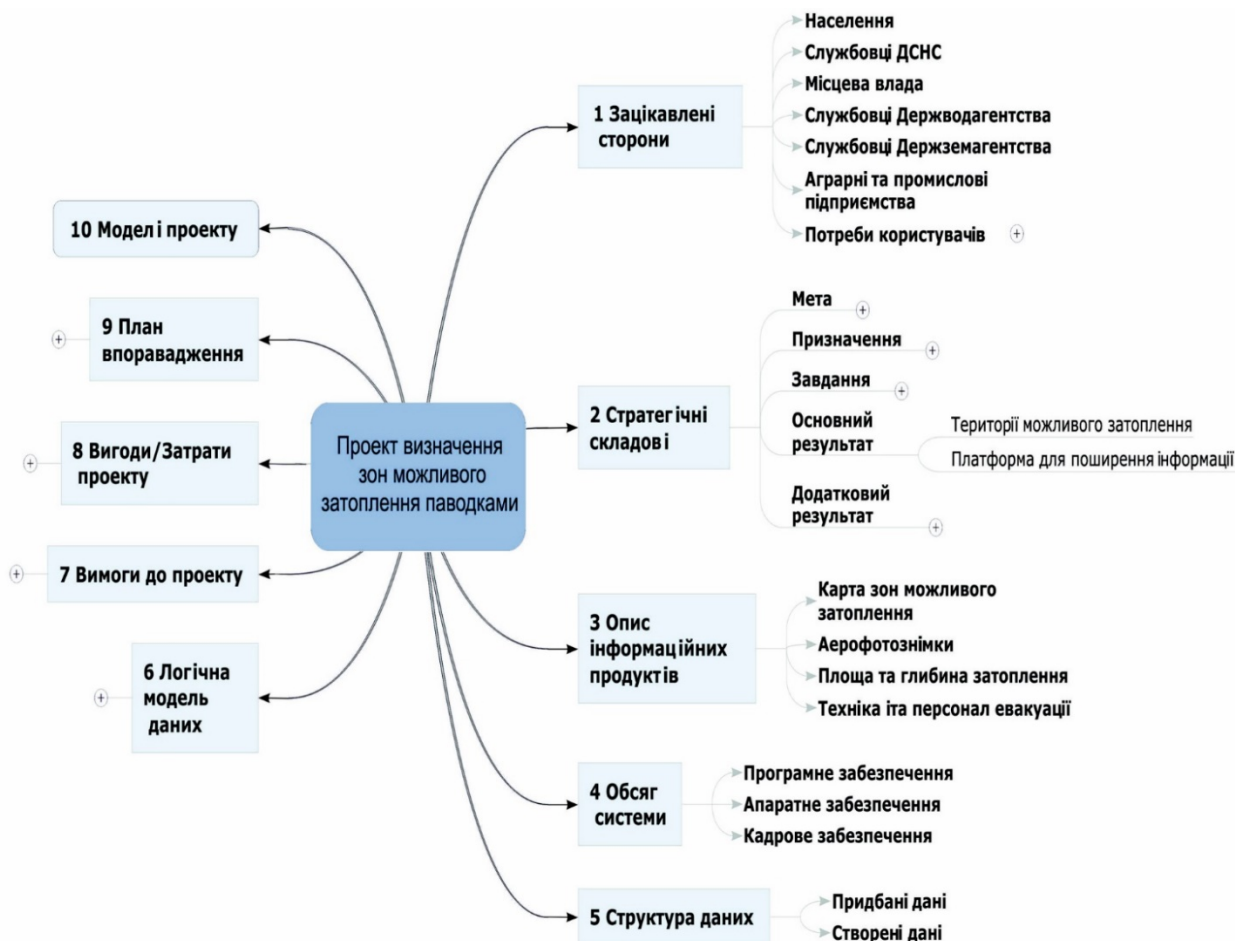 Проект визначення
зон можливого
затоплення паводками
1 Зацікавлені
сторони
Населення
Службовці ДСНС
Місцева влада
Службовці Держводагентства
Службовці Держземагентства
Аграрні та промислові
підприємства
Потреби користувачів
2 Стратегічні
складові
Мета
Призначення
Завдання
Основний
результат
Території можливого затоплення
Платформа для поширення інформації
Додатковий
результат
3 Опис
інформаційних
продуктів
Карта зон можливого
затоплення
Аерофотознімки
Площа та глибина затоплення
Техніка іта персонал евакуації
4 Обсяг
системи
Програмне забезпечення
Апаратне забезпечення
Кадрове забезпечення
5 Структура даних
Придбані дані
Створені дані
6 Логічна
модель
даних
7 Вимоги до проекту
8 Вигоди/Затрати
проекту
9 План
впоравадження
10 Моделі проекту